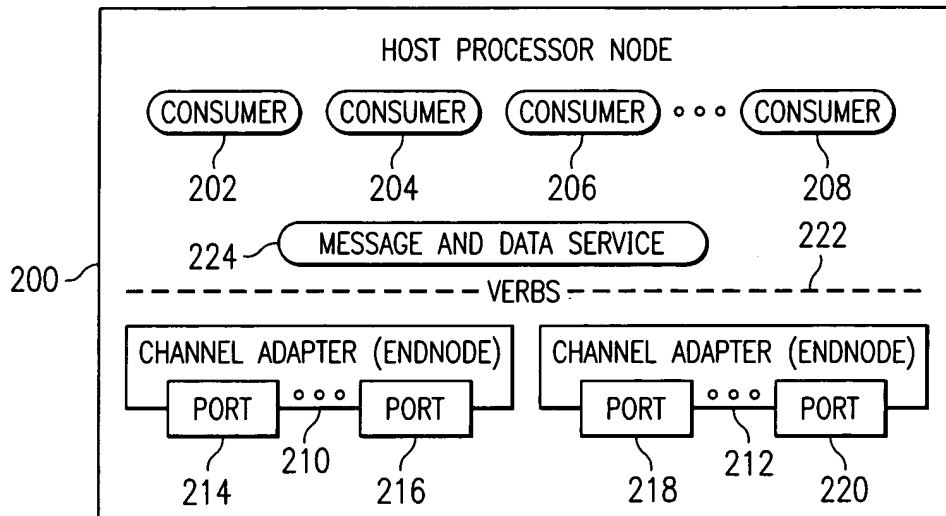 HOST PROCESSOR NODE
CONSUMER CONSUMER CONSUMER CONSUMER
202 204 206 208
224 MESSAGE AND DATA SERVICE 222
200
VERBS
CHANNEL ADAPTER (ENDNODE) CHANNEL ADAPTER (ENDNODE)
PORT PORT PORT PORT
214 210 216 218 212 220